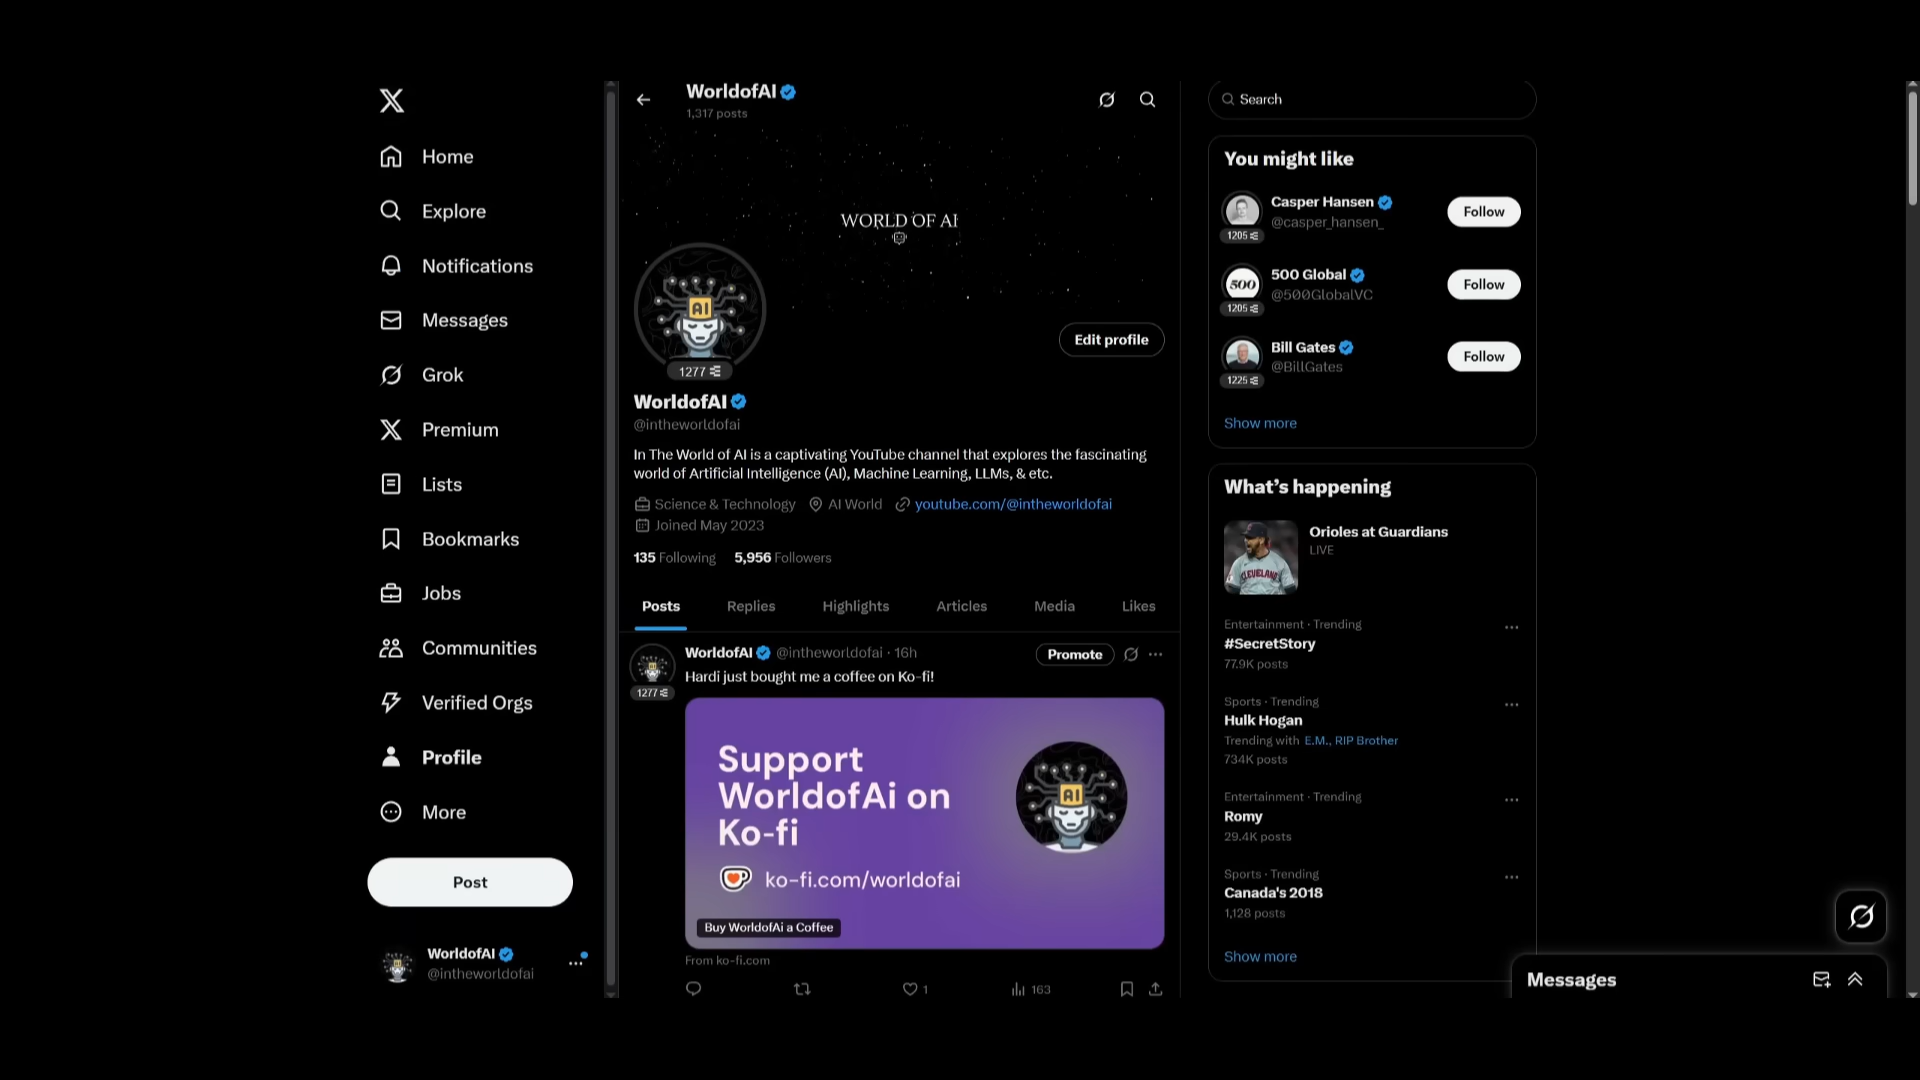 Home
Explore
Notifications
Messages
Grok
Premium
Lists
Bookmarks
Jobs
Communities
Verified Orgs
Profile
More
Post
WorldofAI
@intheworldofai
WorldofAI
1,317 posts
WORLD OF AI
AI
1277
Edit profile
WorldofAI
@intheworldofai
In The World of AI is a captivating YouTube channel that explores the fascinating
world of Artificial Intelligence (AI), Machine Learning, LLMs, & etc.
Science & Technology AI World youtube.com/@intheworldofai
Joined May 2023
135 Following 5,956 Followers
Posts Replies Highlights Articles Media Likes
WorldofAI @intheworldofai · 16h Promote
1277
Hardi just bought me a coffee on Ko-fi!
Support
WorldofAi on
Ko-fi
ko-fi.com/worldofai
AI
Buy WorldofAi a Coffee
From ko-fi.com
1 163
Search
You might like
Casper Hansen
@casper_hansen_
1205
Follow
500
500 Global
@500GlobalVC
1205
Follow
Bill Gates
@BillGates
1225
Follow
Show more
What's happening
CLEVELAND
Orioles at Guardians
LIVE
Entertainment · Trending
#SecretStory
77.9K posts
Sports · Trending
Hulk Hogan
Trending with E.M., RIP Brother
734K posts
Entertainment · Trending
Romy
29.4K posts
Sports · Trending
Canada's 2018
1,128 posts
Show more
Messages